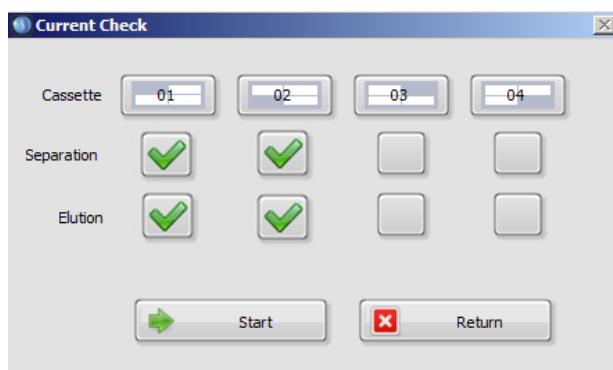 Current Check
Cassette 01 02 03 04
Separation
Elution
Start Return